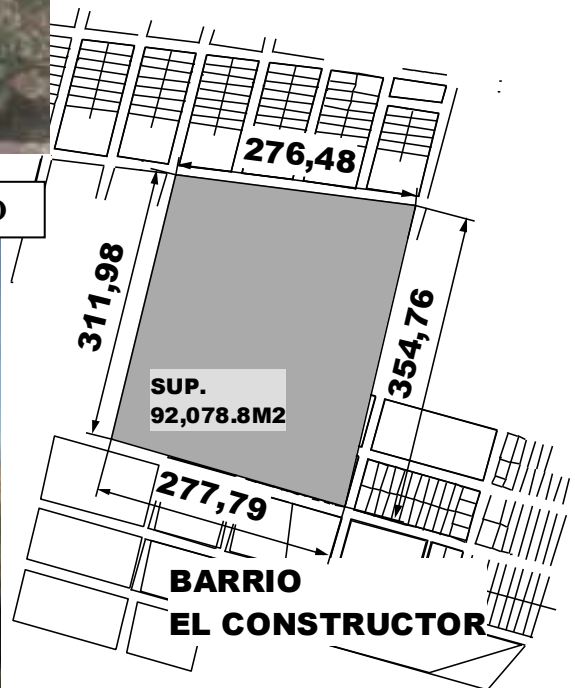 276,48
311,98
354,76
SUP.
92,078.8M2
277,79
BARRIO
EL CONSTRUCTOR